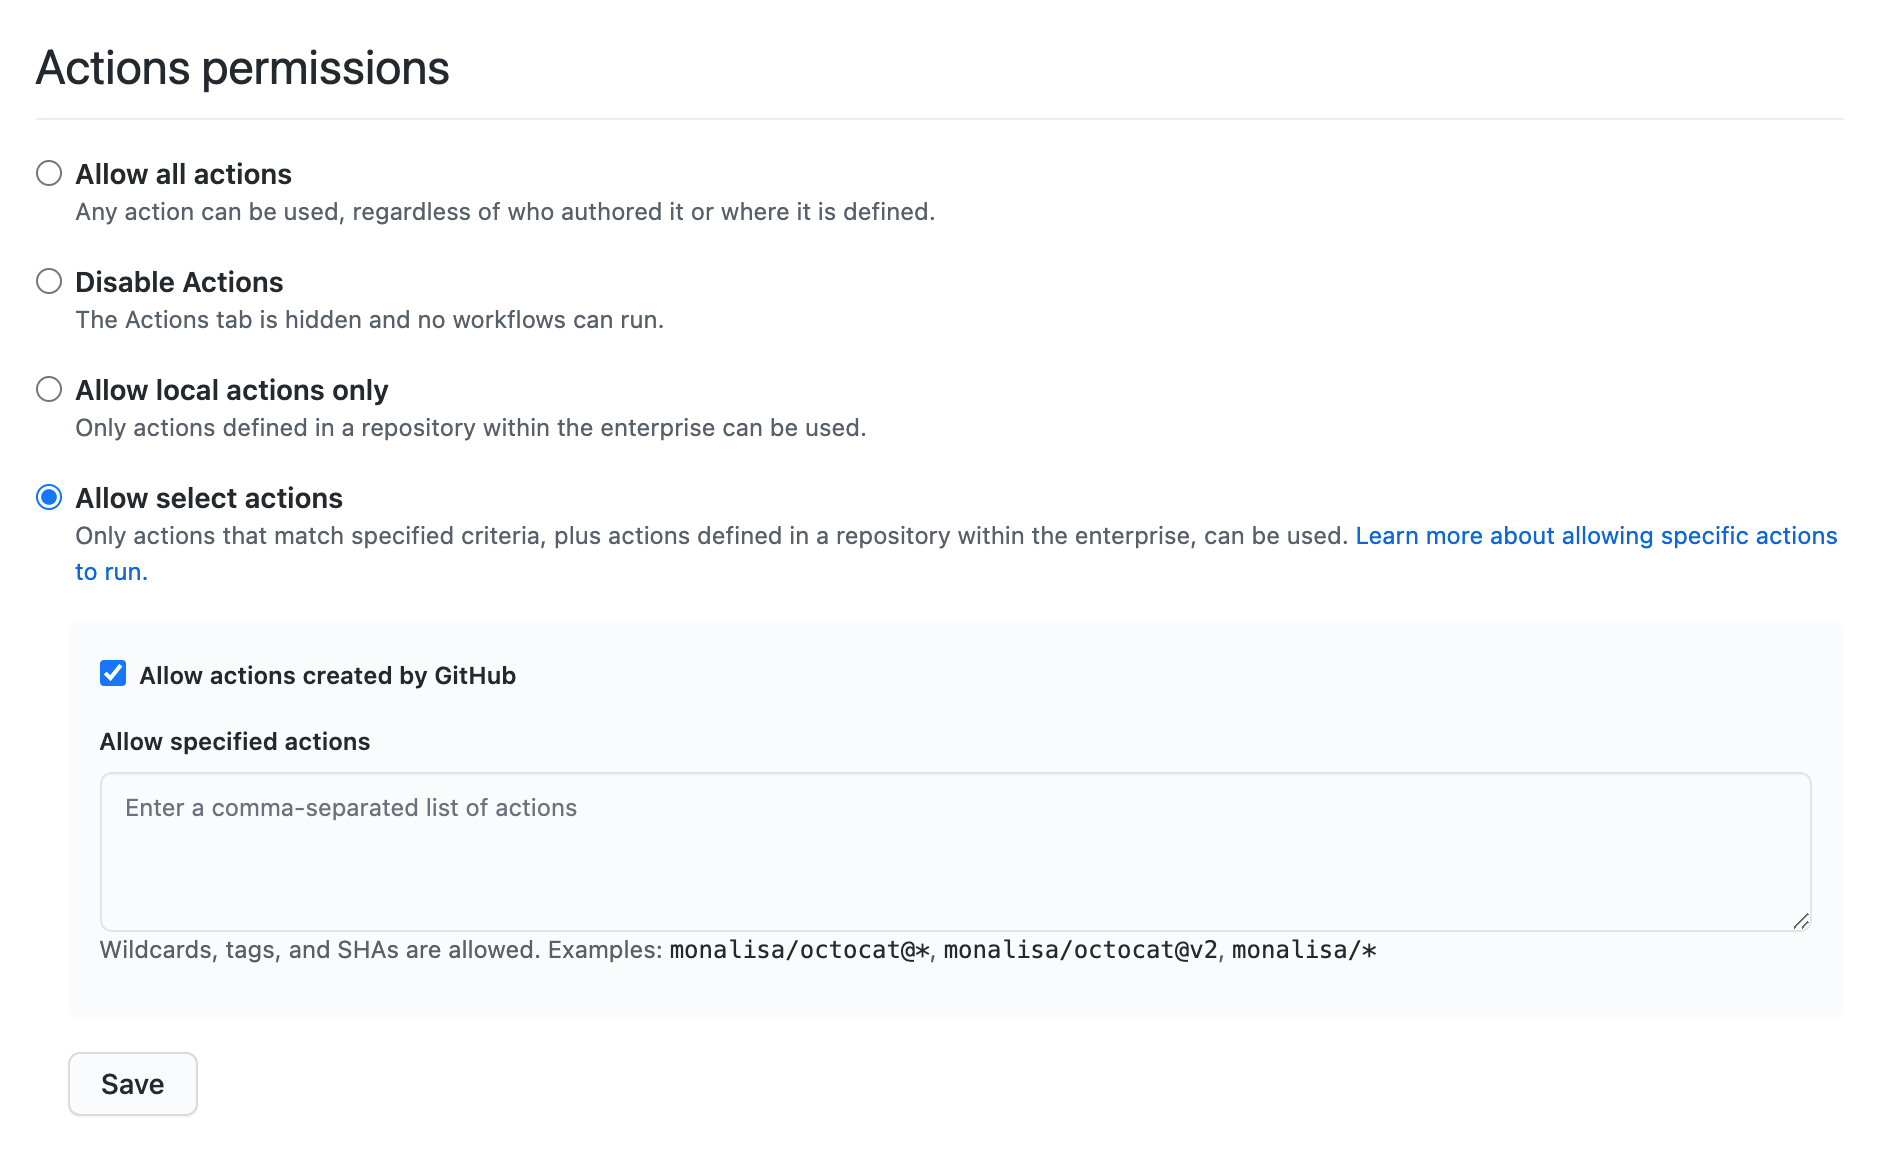 Actions permissions
Allow all actions
Any action can be used, regardless of who authored it or where it is defined.
Disable Actions
The Actions tab is hidden and no workflows can run.
Allow local actions only
Only actions defined in a repository within the enterprise can be used.
Allow select actions
Only actions that match specified criteria, plus actions defined in a repository within the enterprise, can be used. Learn more about allowing specific actions
to run.
Allow actions created by GitHub
Allow specified actions
Enter a comma-separated list of actions
Wildcards, tags, and SHAs are allowed. Examples: monalisa/octocat@*, monalisa/octocat@v2, monalisa/*
Save